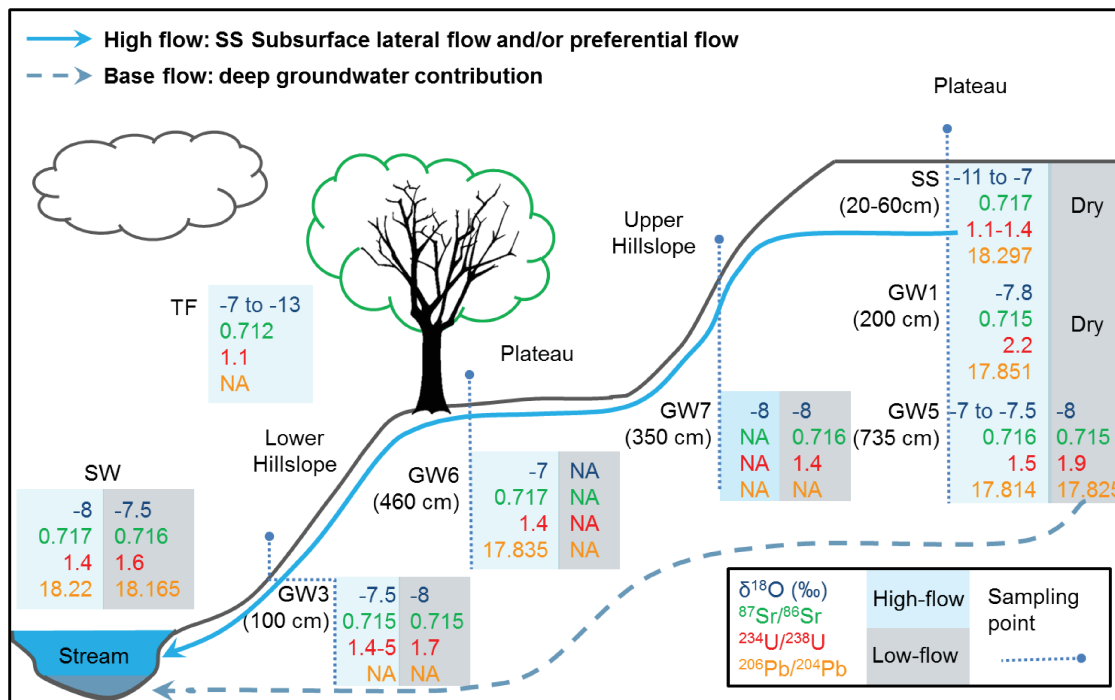 High flow: SS Subsurface lateral flow and/or preferential flow
Base flow: deep groundwater contribution
Plateau
SS
(20-60cm)
-11 to -7
0.717
1.1-1.4
18.297
Dry
Upper
Hillslope
GW1
(200 cm)
-7.8
0.715
2.2
17.851
Dry
TF
-7 to -13
0.712
1.1
NA
Plateau
GW7
(350 cm)
-8 -8
NA 0.716
NA 1.4
NA NA
GW5
(735 cm)
-7 to -7.5 -8
0.716 0.715
1.5 1.9
17.814 17.825
Lower
Hillslope
GW6
(460 cm)
-7 NA
0.717 NA
1.4 NA
17.835 NA
SW
-8 -7.5
0.717 0.716
1.4 1.6
18.22 18.165
GW3
(100 cm)
-7.5 -8
0.715 0.715
1.4-5 1.7
NA NA
Stream
δ¹⁸O (‰)
⁸⁷Sr/⁸⁶Sr
²³⁴U/²³⁸U
²⁰⁶Pb/²⁰⁴Pb
High-flow
Low-flow
Sampling
point